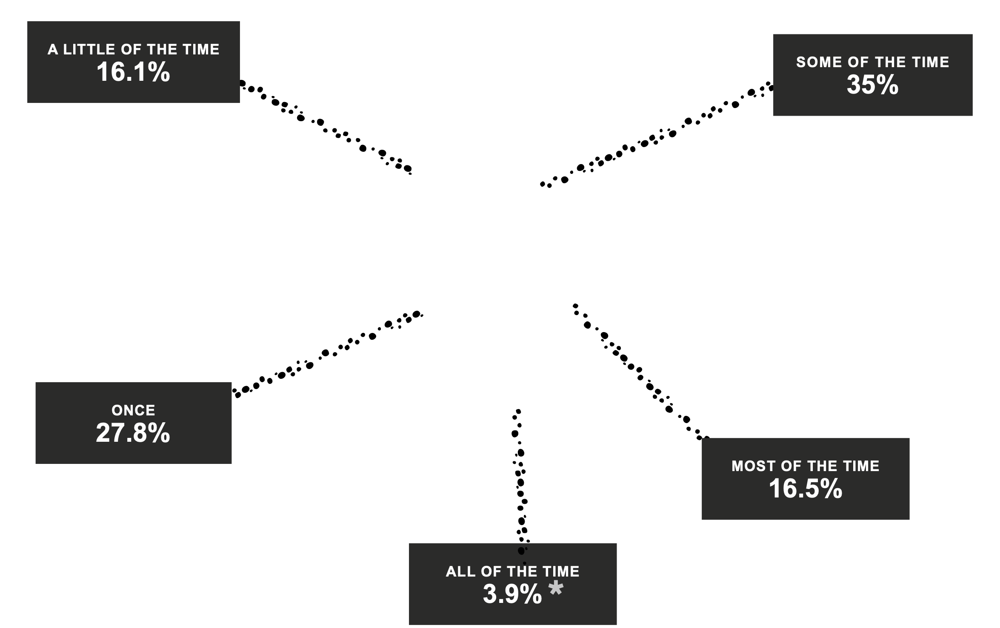 A LITTLE OF THE TIME
16.1%
SOME OF THE TIME
35%
ONCE
27.8%
MOST OF THE TIME
16.5%
ALL OF THE TIME
3.9% *